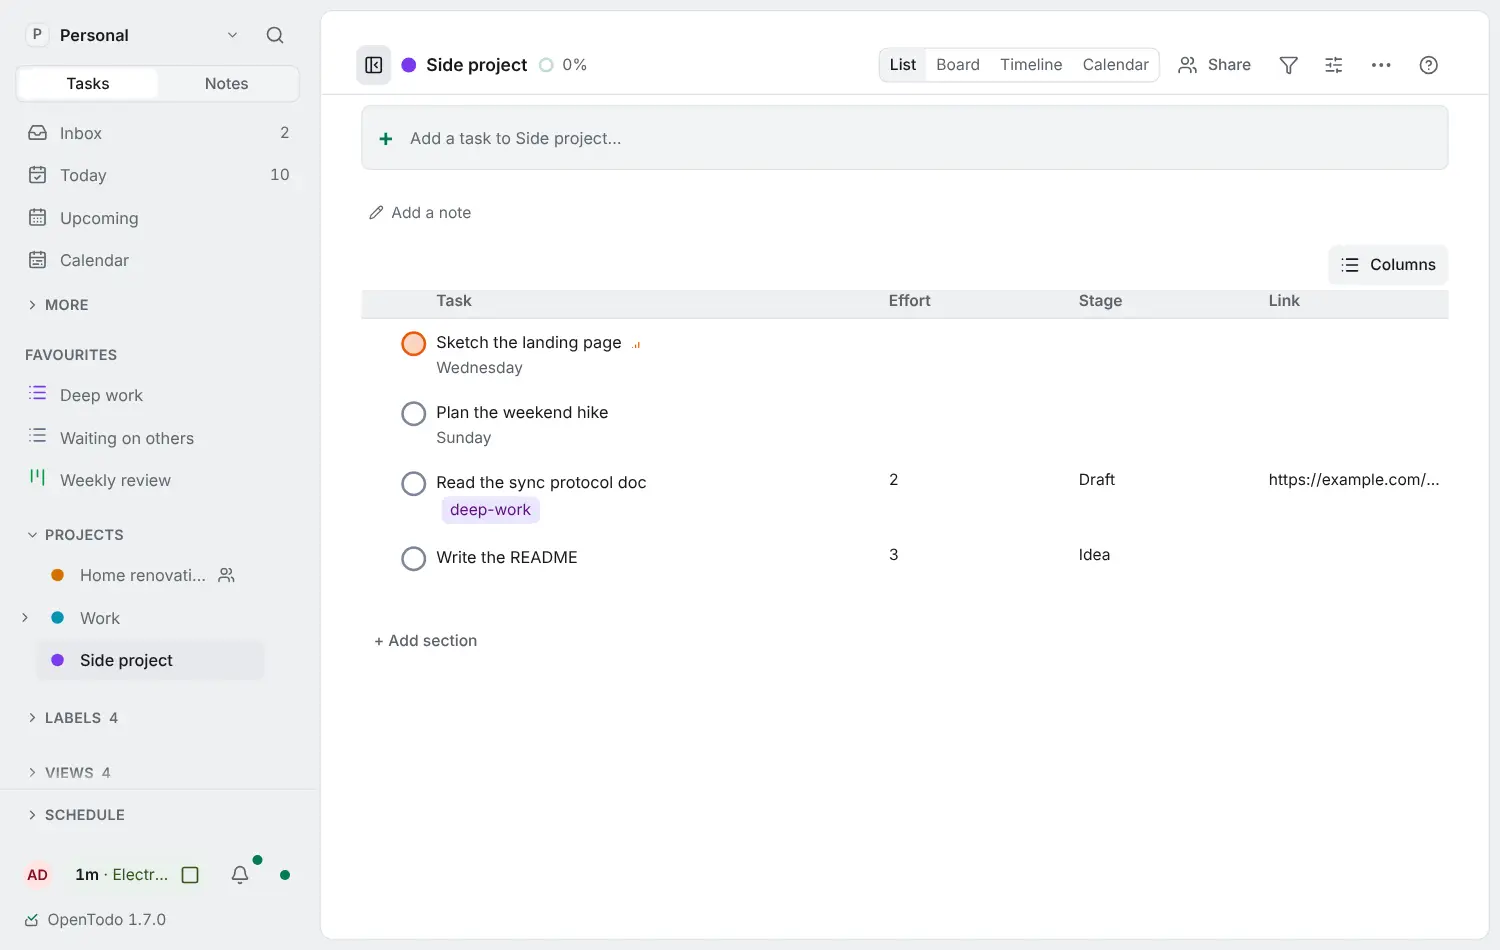 P Personal
Tasks Notes
Inbox 2
Today 10
Upcoming
Calendar
MORE
FAVOURITES
Deep work
Waiting on others
Weekly review
PROJECTS
Home renovati...
Work
Side project
LABELS 4
VIEWS 4
SCHEDULE
AD 1m · Electr...
OpenTodo 1.7.0
Side project 0% List Board Timeline Calendar Share
+ Add a task to Side project...
Add a note
Columns
Task Effort Stage Link
Sketch the landing page
Wednesday
Plan the weekend hike
Sunday
Read the sync protocol doc 2 Draft https://example.com/...
deep-work
Write the README 3 Idea
+ Add section